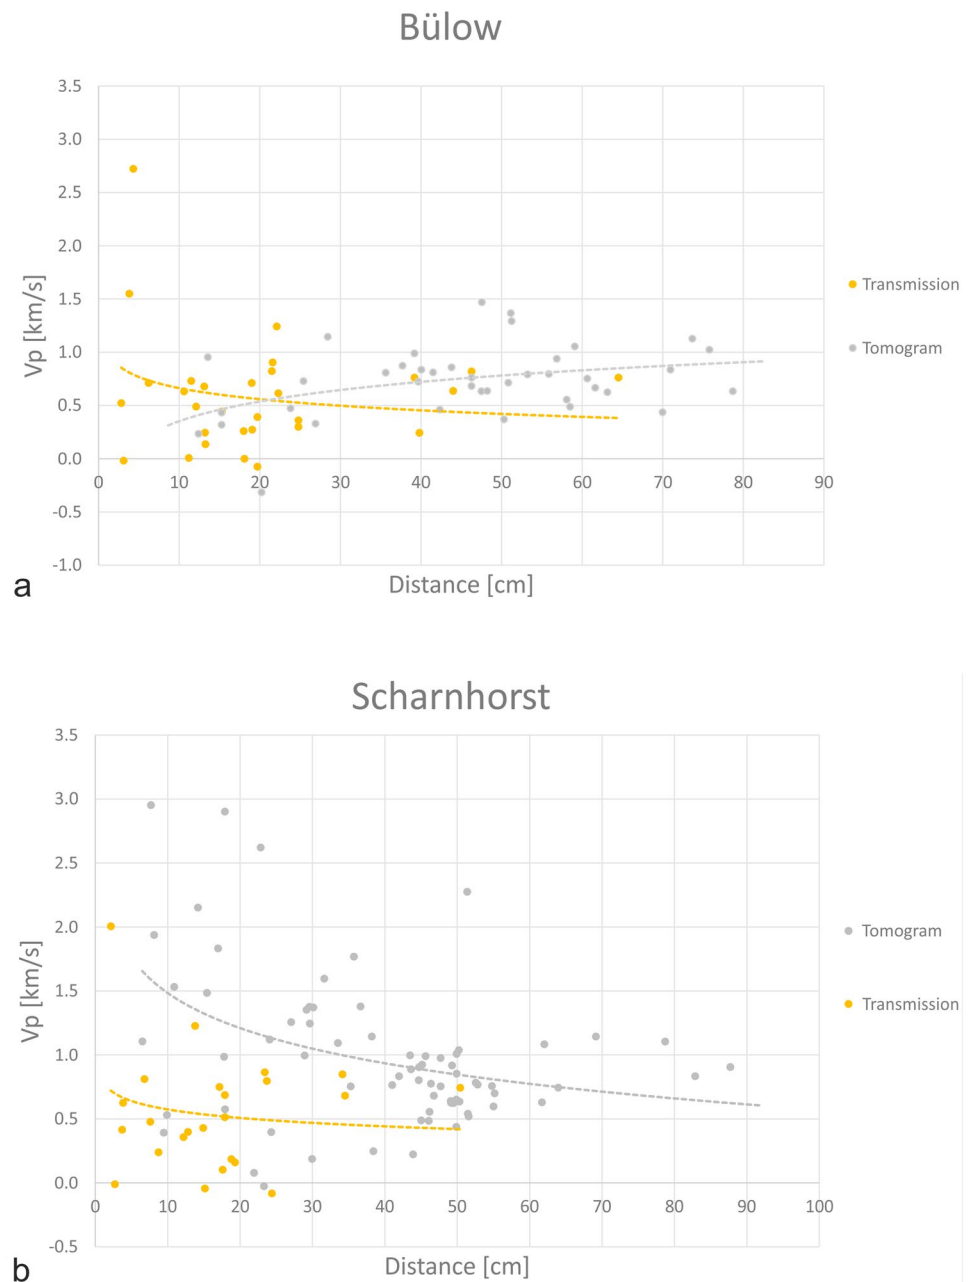 Bülow
3.5
3.0
2.5
2.0
1.5
1.0
0.5
0.0
-0.5
-1.0
0 10 20 30 40 50 60 70 80 90
Vp [km/s]
Distance [cm]
Transmission
Tomogram
a
Scharnhorst
3.5
3.0
2.5
2.0
1.5
1.0
0.5
0.0
-0.5
0 10 20 30 40 50 60 70 80 90 100
Vp [km/s]
Distance [cm]
Tomogram
Transmission
b